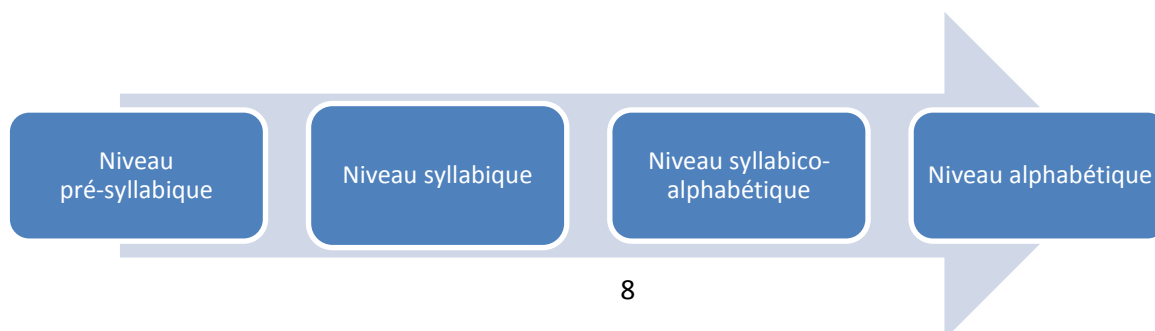 Niveau
pré-syllabique
Niveau syllabique
Niveau syllabico-
alphabétique
Niveau alphabétique
8